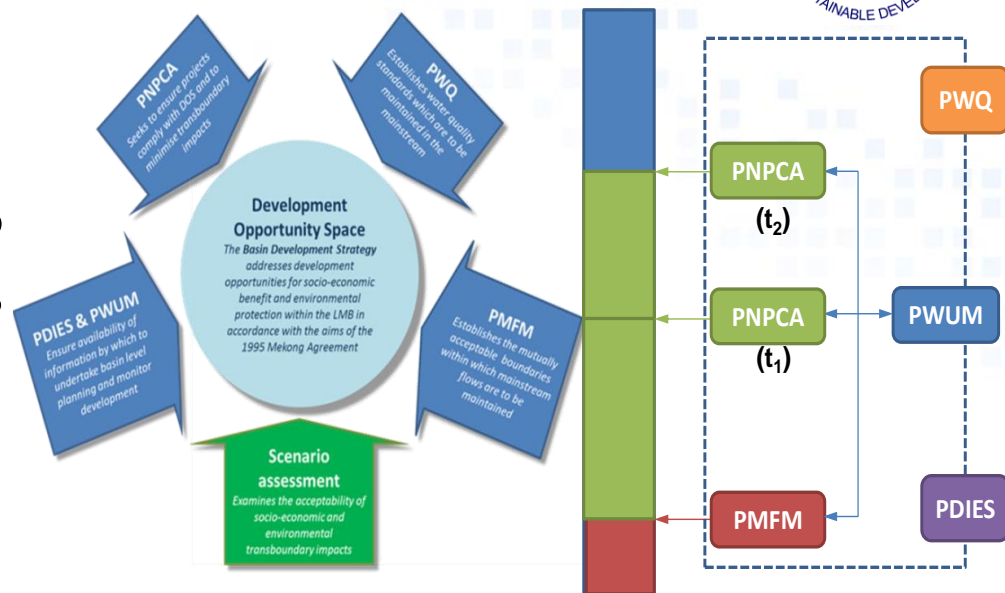 TAINABLE DEVEL
PNPCA
Seeks to ensure projects
comply with DOS and to
minimise transboundary
impacts
PWQ
Establishes water quality
standards which are to be
maintained in the
mainstream
Development
Opportunity Space
The Basin Development Strategy
addresses development
opportunities for socio-economic
benefit and environmental
protection within the LMB in
accordance with the aims of the
1995 Mekong Agreement
PDIES & PWUM
Ensure availability of
information by which to
undertake basin level
planning and monitor
development
PMFM
Establishes the mutually
acceptable boundaries
within which mainstream
flows are to be
maintained
Scenario
assessment
Examines the acceptability of
socio-economic and
environmental
transboundary impacts
PWQ
PNPCA
(t₂)
PNPCA
(t₁)
PWUM
PMFM
PDIES